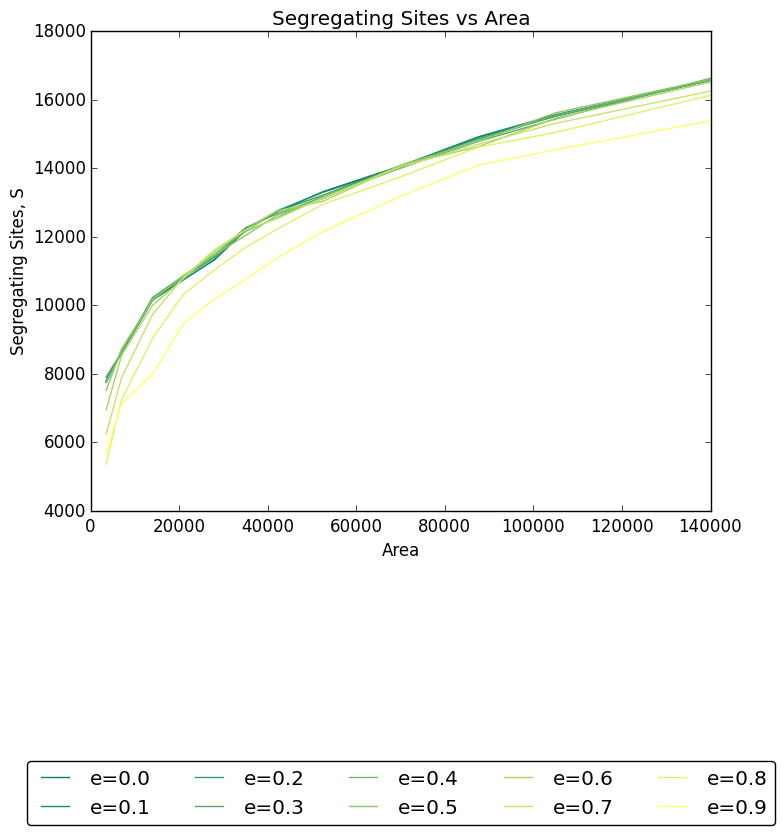 Segregating Sites vs Area
18000
16000
14000
12000
10000
8000
6000
4000
Segregating Sites, S
0 20000 40000 60000 80000 100000 120000 140000
Area
e=0.0 e=0.2 e=0.4 e=0.6 e=0.8
e=0.1 e=0.3 e=0.5 e=0.7 e=0.9